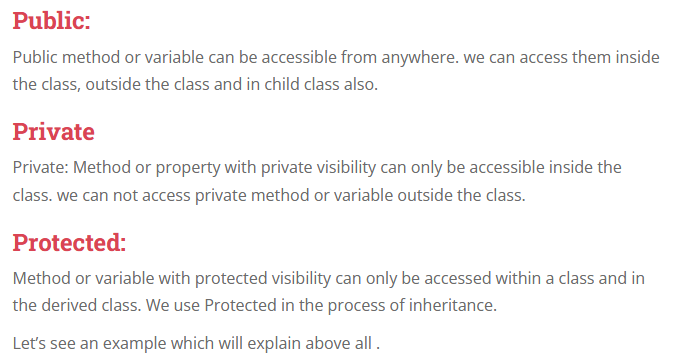 Public:
Public method or variable can be accessible from anywhere. we can access them inside
the class, outside the class and in child class also.
Private
Private: Method or property with private visibility can only be accessible inside the
class. we can not access private method or variable outside the class.
Protected:
Method or variable with protected visibility can only be accessed within a class and in
the derived class. We use Protected in the process of inheritance.
Let’s see an example which will explain above all .